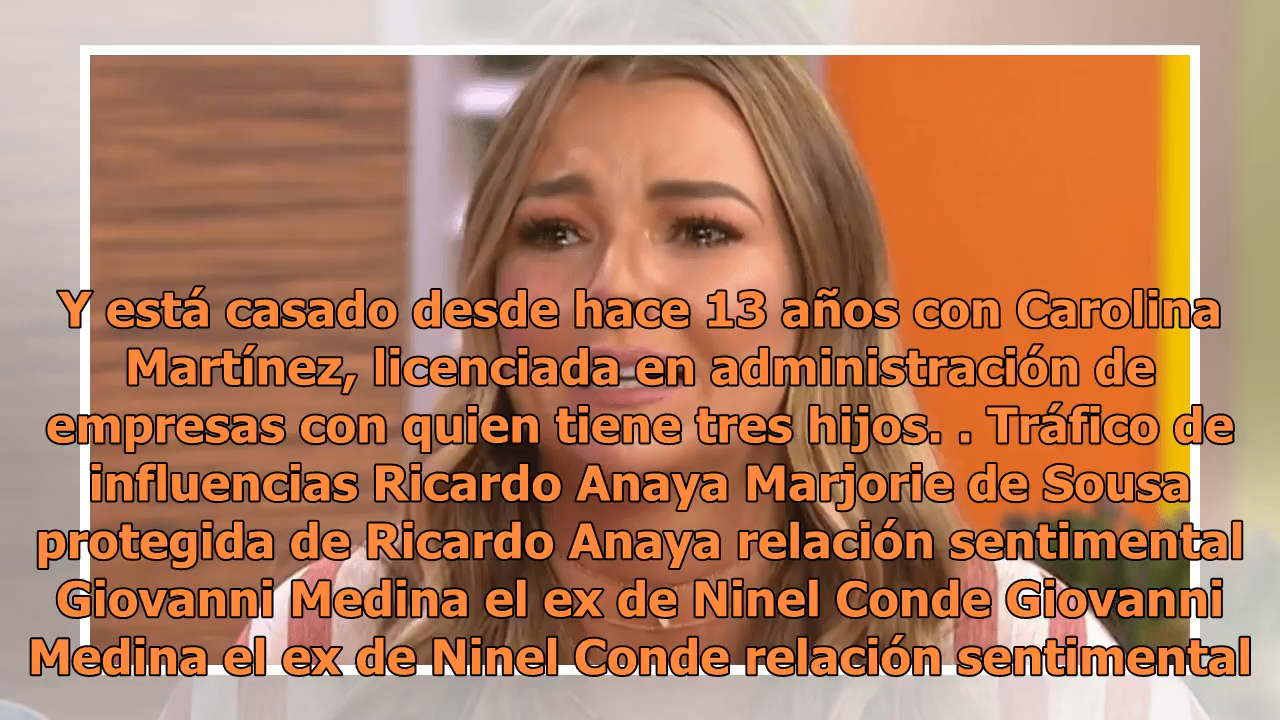 Y está casado desde hace 13 años con Carolina
Martínez, licenciada en administración de
empresas con quien tiene tres hijos. . Tráfico de
influencias Ricardo Anaya Marjorie de Sousa
protegida de Ricardo Anaya relación sentimental
Giovanni Medina el ex de Ninel Conde Giovanni
Medina el ex de Ninel Conde relación sentimental